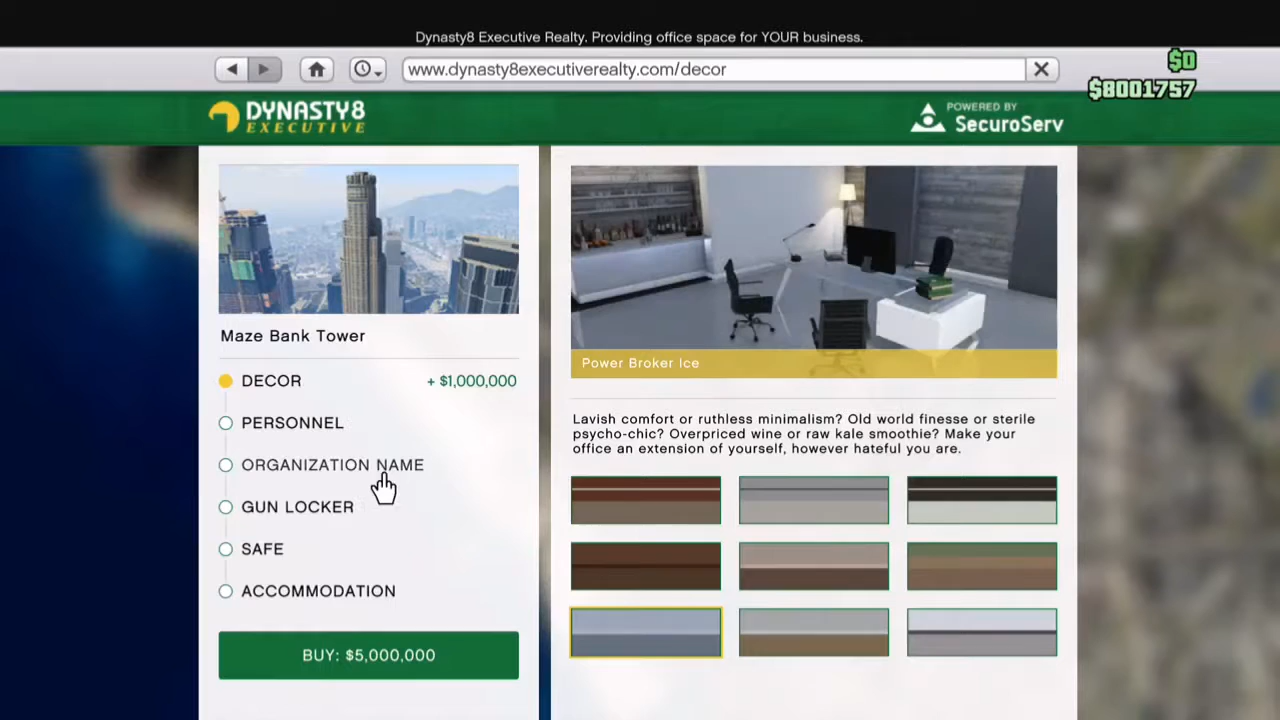 Dynasty8 Executive Realty. Providing office space for YOUR business.
www.dynasty8executiverealty.com/decor
$0
$8001757
DYNASTY8
EXECUTIVE
POWERED BY
SecuroServ
Maze Bank Tower
DECOR + $1,000,000
PERSONNEL
ORGANIZATION NAME
GUN LOCKER
SAFE
ACCOMMODATION
BUY: $5,000,000
Power Broker Ice
Lavish comfort or ruthless minimalism? Old world finesse or sterile
psycho-chic? Overpriced wine or raw kale smoothie? Make your
office an extension of yourself, however hateful you are.